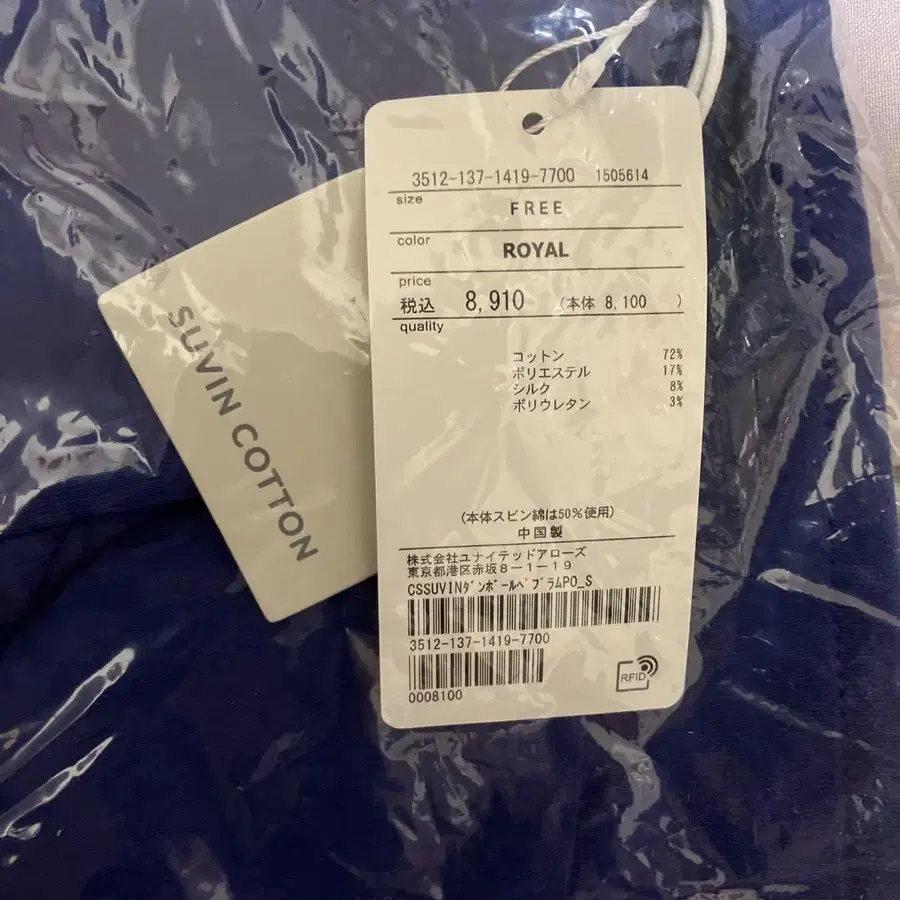 3512-137-1419-7700 1505614
size
FREE
color
ROYAL
price
税込 8,910 (本体 8,100 )
quality
コットン 72%
ポリエステル 17%
シルク 8%
ポリウレタン 3%
(本体スビン綿は50%使用)
中国製
株式会社ユナイテッドアローズ
東京都港区赤坂8-1-19
CSSUVINダンボールペプラムPO_S
3512-137-1419-7700
0008100
RFID
SUVIN COTTON